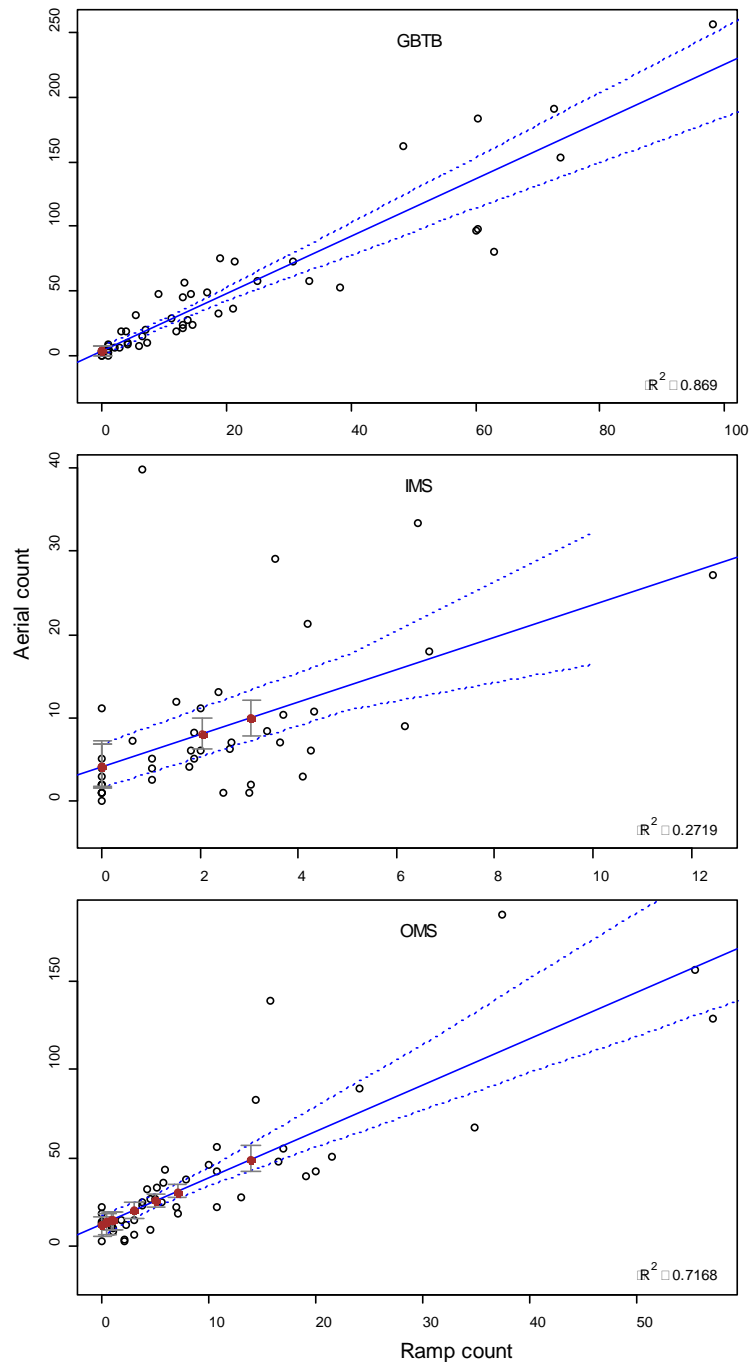 GBTB
250
200
150
100
50
0
□R² □ 0.869
0 20 40 60 80 100
IMS
40
30
20
10
0
Aerial count
□R² □ 0.2719
0 2 4 6 8 10 12
OMS
150
100
50
0
□R² □ 0.7168
0 10 20 30 40 50
Ramp count